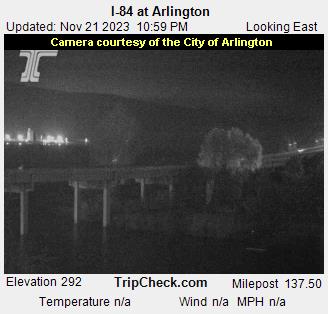 I-84 at Arlington
Updated: Nov 21 2023 10:59 PM Looking East
Camera courtesy of the City of Arlington
Elevation 292 TripCheck.com Milepost 137.50
Temperature n/a Wind n/a MPH n/a